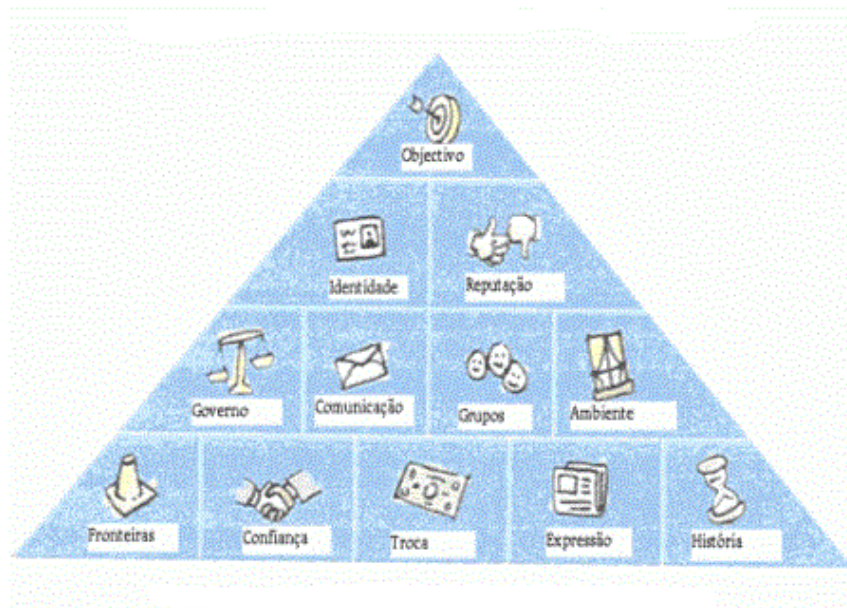 Objectivo
Identidade
Reputação
Governo
Comunicação
Grupos
Ambiente
Fronteiras
Confiança
Troca
Expressão
História